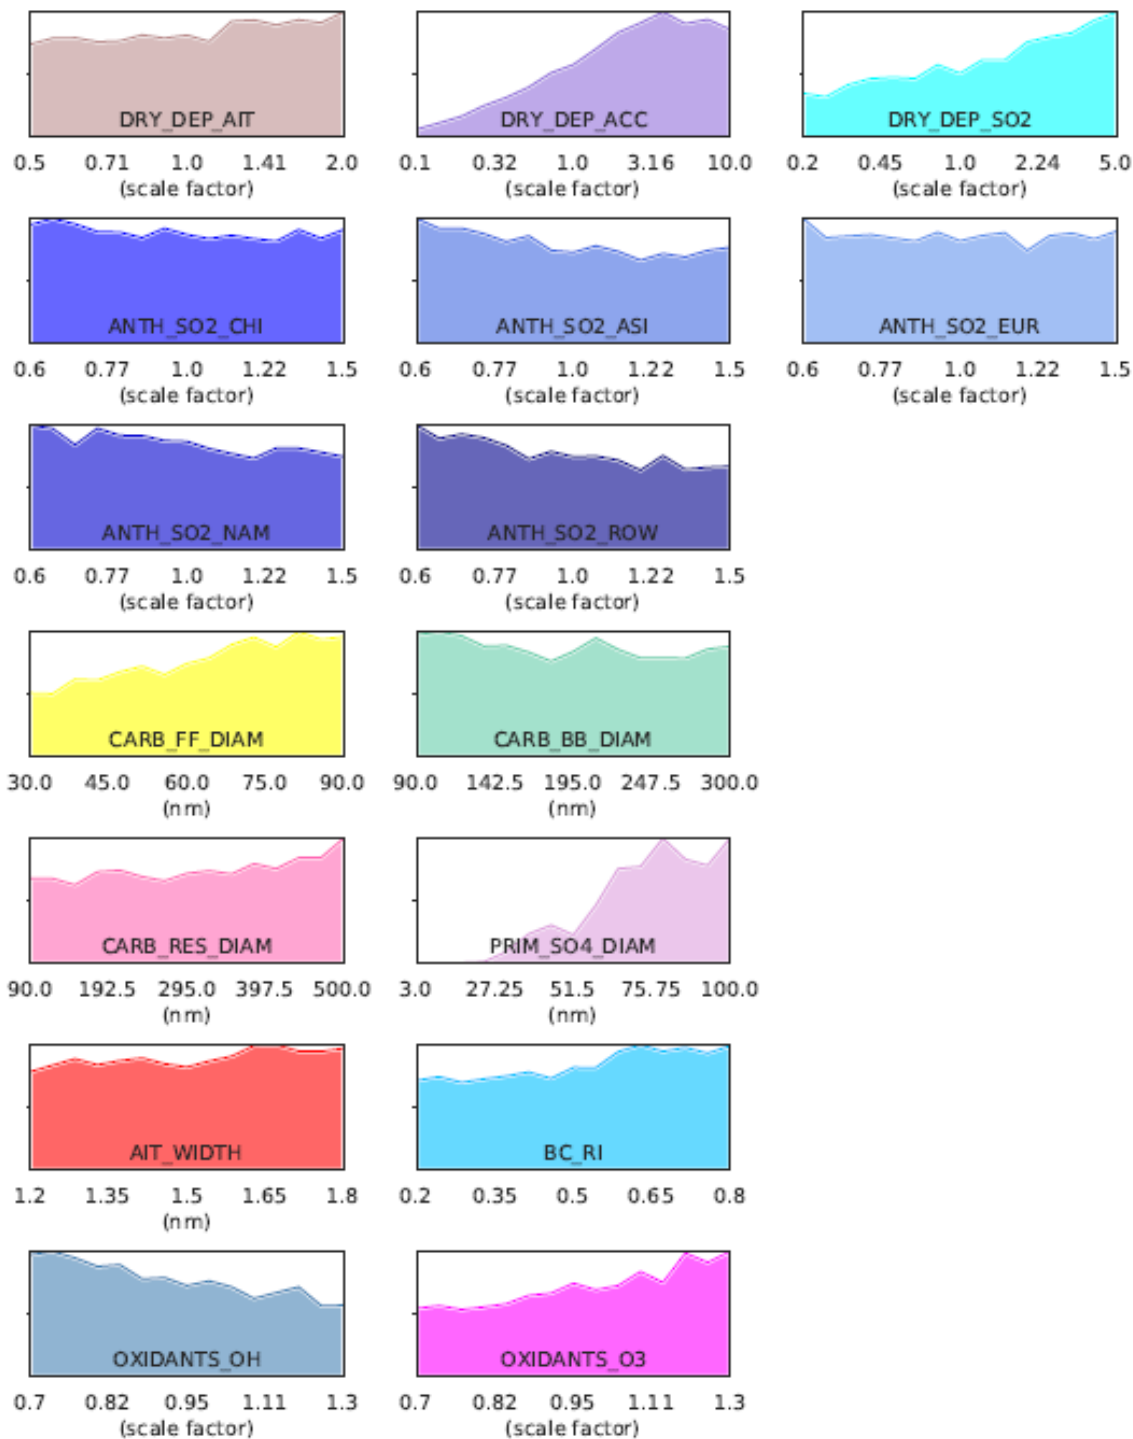 DRY_DEP_AIT DRY_DEP_ACC DRY_DEP_SO2
0.5 0.71 1.0 1.41 2.0 0.1 0.32 1.0 3.16 10.0 0.2 0.45 1.0 2.24 5.0
(scale factor) (scale factor) (scale factor)
ANTH_SO2_CHI ANTH_SO2_ASI ANTH_SO2_EUR
0.6 0.77 1.0 1.22 1.5 0.6 0.77 1.0 1.22 1.5 0.6 0.77 1.0 1.22 1.5
(scale factor) (scale factor) (scale factor)
ANTH_SO2_NAM ANTH_SO2_ROW
0.6 0.77 1.0 1.22 1.5 0.6 0.77 1.0 1.22 1.5
(scale factor) (scale factor)
CARB_FF_DIAM CARB_BB_DIAM
30.0 45.0 60.0 75.0 90.0 90.0 142.5 195.0 247.5 300.0
(nm) (nm)
CARB_RES_DIAM PRIM_SO4_DIAM
90.0 192.5 295.0 397.5 500.0 3.0 27.25 51.5 75.75 100.0
(nm) (nm)
AIT_WIDTH BC_RI
1.2 1.35 1.5 1.65 1.8 0.2 0.35 0.5 0.65 0.8
(nm)
OXIDANTS_OH OXIDANTS_O3
0.7 0.82 0.95 1.11 1.3 0.7 0.82 0.95 1.11 1.3
(scale factor) (scale factor)